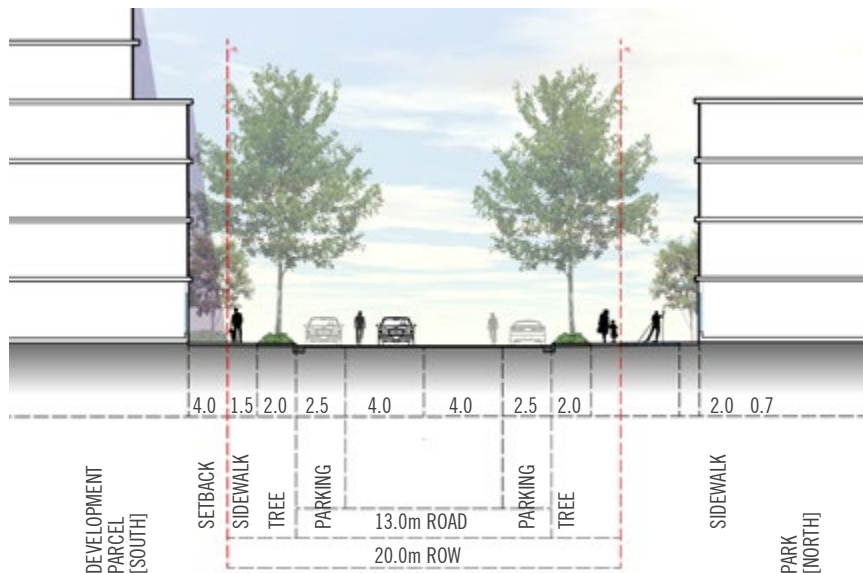 4.0 1.5 2.0 2.5 4.0 4.0 2.5 2.0 2.0 0.7
DEVELOPMENT
PARCEL
[SOUTH]
SETBACK
SIDEWALK
TREE
PARKING
13.0m ROAD
20.0m ROW
PARKING
TREE
SIDEWALK
PARK
[NORTH]